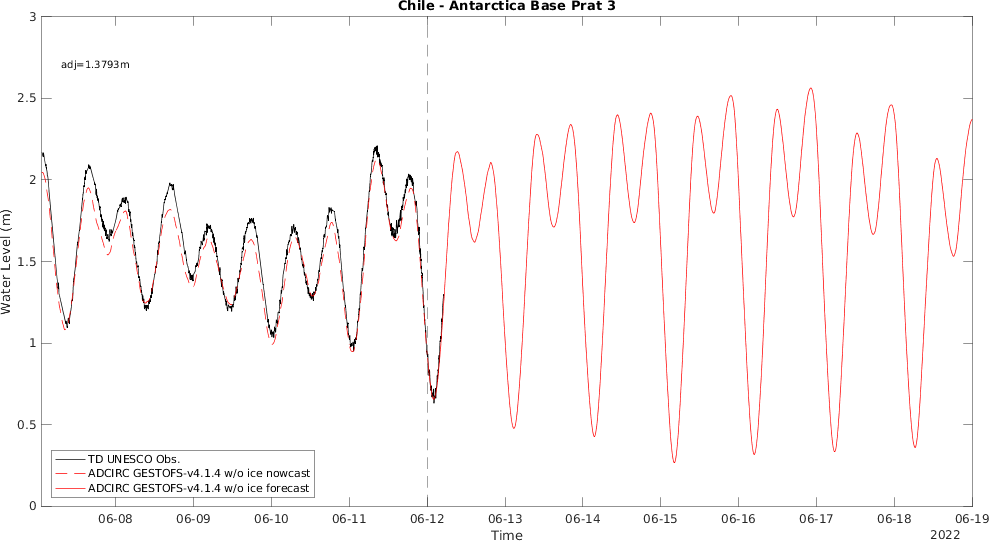 Chile - Antarctica Base Prat 3
3
adj=1.3793m
2.5
2
1.5
1
0.5
0
Water Level (m)
TD UNESCO Obs.
ADCIRC GESTOFS-v4.1.4 w/o ice nowcast
ADCIRC GESTOFS-v4.1.4 w/o ice forecast
06-08 06-09 06-10 06-11 06-12 06-13 06-14 06-15 06-16 06-17 06-18 06-19
Time
2022